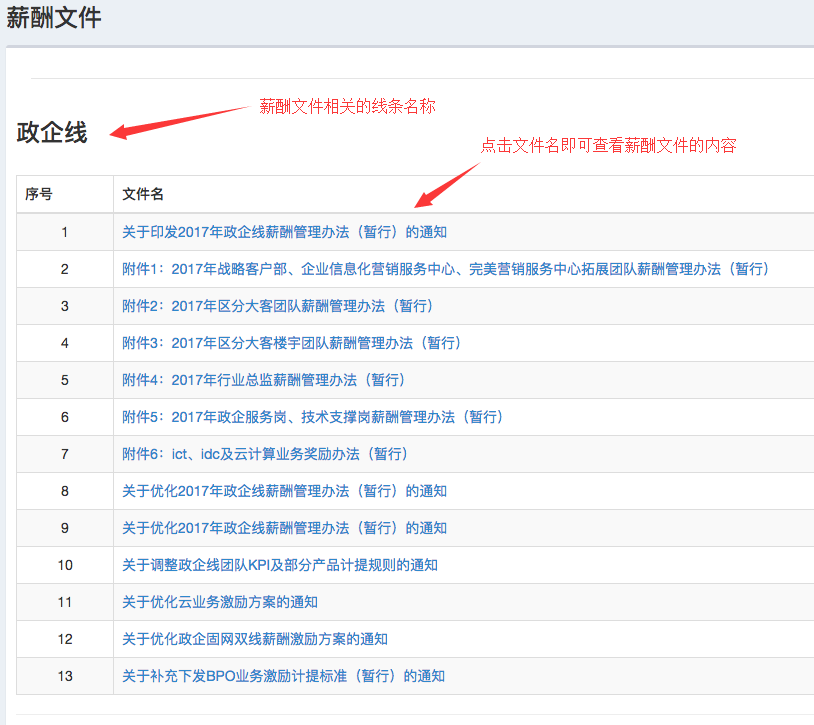 薪酬文件
薪酬文件相关的线条名称
政企线
点击文件名即可查看薪酬文件的内容
序号 文件名
1 关于印发2017年政企线薪酬管理办法（暂行）的通知
2 附件1：2017年战略客户部、企业信息化营销服务中心、完美营销服务中心拓展团队薪酬管理办法（暂行）
3 附件2：2017年区分大客团队薪酬管理办法（暂行）
4 附件3：2017年区分大客楼宇团队薪酬管理办法（暂行）
5 附件4：2017年行业总监薪酬管理办法（暂行）
6 附件5：2017年政企服务岗、技术支撑岗薪酬管理办法（暂行）
7 附件6：ict、idc及云计算业务奖励办法（暂行）
8 关于优化2017年政企线薪酬管理办法（暂行）的通知
9 关于优化2017年政企线薪酬管理办法（暂行）的通知
10 关于调整政企线团队KPI及部分产品计提规则的通知
11 关于优化云业务激励方案的通知
12 关于优化政企固网双线薪酬激励方案的通知
13 关于补充下发BPO业务激励计提标准（暂行）的通知